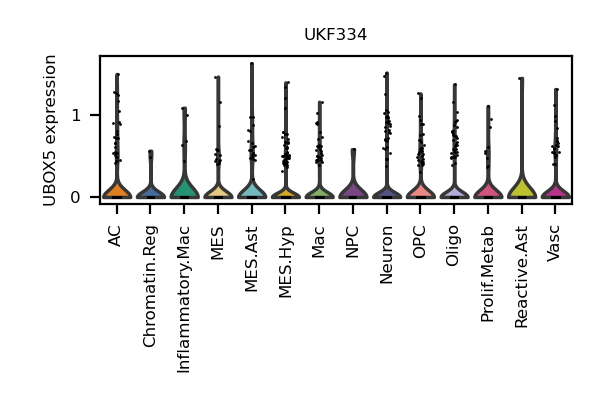 UKF334
UBOX5 expression
1
0
AC
Chromatin.Reg
Inflammatory.Mac
MES
MES.Ast
MES.Hyp
Mac
NPC
Neuron
OPC
Oligo
Prolif.Metab
Reactive.Ast
Vasc